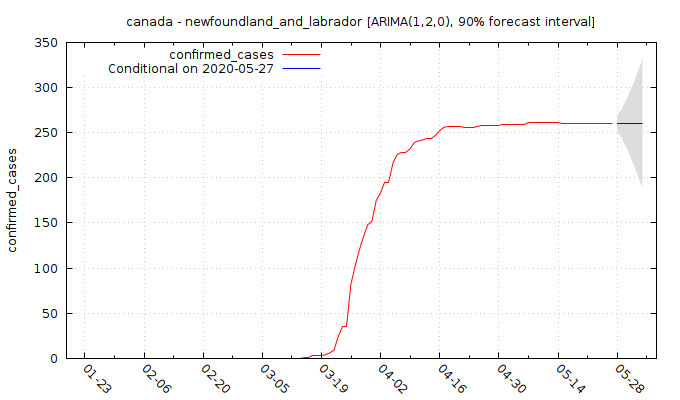 canada - newfoundland_and_labrador [ARIMA(1,2,0), 90% forecast interval]
confirmed_cases
Conditional on 2020-05-27
confirmed_cases
350
300
250
200
150
100
50
0
01-23 02-06 02-20 03-05 03-19 04-02 04-16 04-30 05-14 05-28